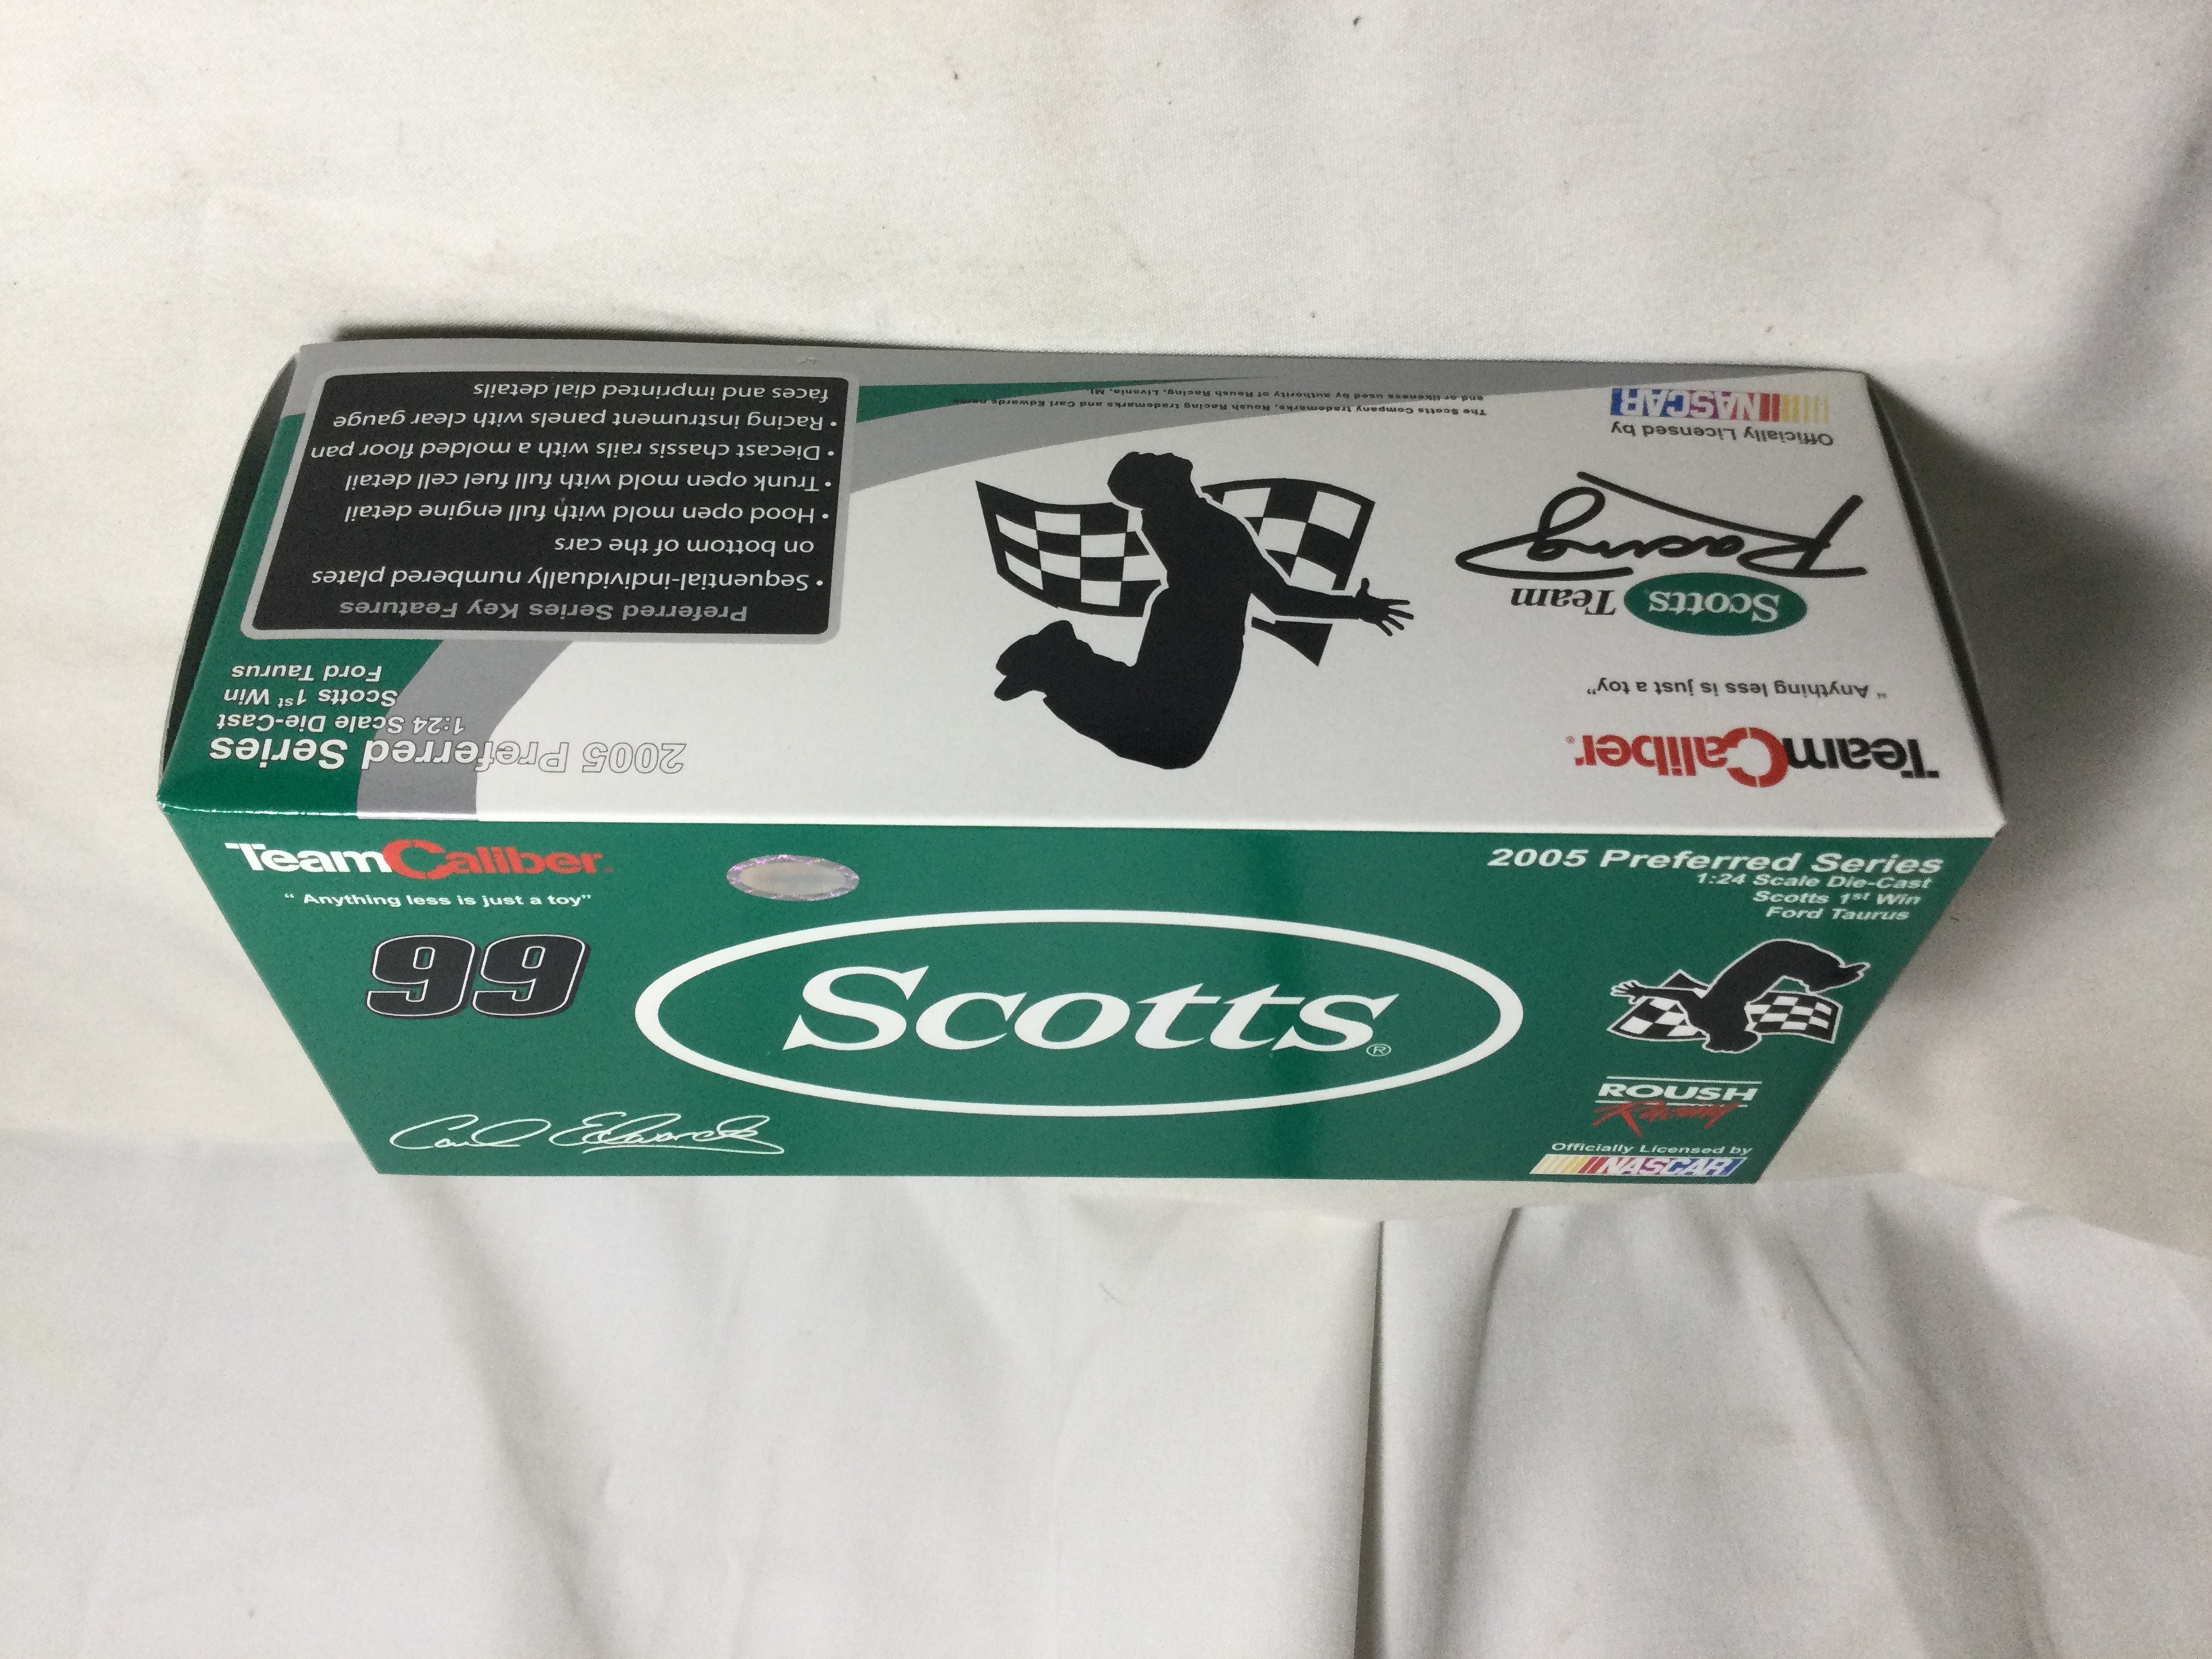 TeamCaliber®
" Anything less is just a toy"
Scotts Team
Racing
Officially Licensed by
NASCAR
The Scotts Company trademarks, Roush Racing trademarks and Carl Edwards name
and or likeness used by authority of Roush Racing, Livonia, MI.
2005 Preferred Series
1:24 Scale Die-Cast
Scotts 1st Win
Ford Taurus
Preferred Series Key Features
• Sequential-individually numbered plates
on bottom of the cars
• Hood open mold with full engine detail
• Trunk open mold with full fuel cell detail
• Diecast chassis rails with a molded floor pan
• Racing instrument panels with clear gauge
faces and imprinted dial details
TeamCaliber
" Anything less is just a toy"
99
Carl Edwards
Scotts®
2005 Preferred Series
1:24 Scale Die-Cast
Scotts 1st Win
Ford Taurus
ROUSH
Racing
Officially Licensed by
NASCAR